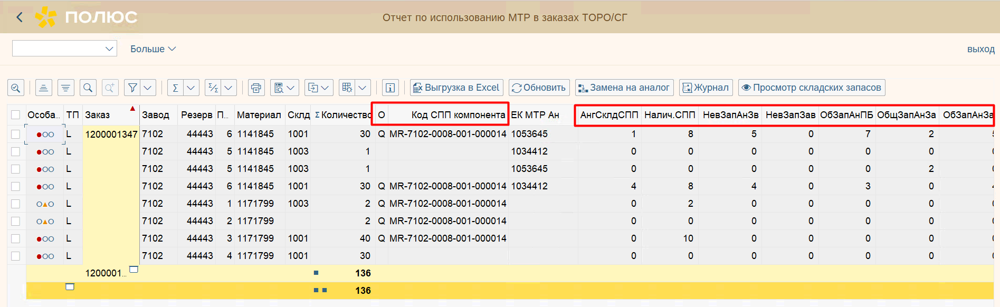 ПОЛЮС
Отчет по использованию МТР в заказах ТОРО/СГ
Больше
выход
Выгрузка в Excel Обновить Замена на аналог Журнал Просмотр складских запасов
Особа... ТП Заказ Завод Резерв П... Материал Склд Σ Количество О Код СПП компонента ЕК МТР Ан АнгСклдСПП Налич.СПП НевЗапАнЗв НевЗапЗав ОбЗапАнПБ ОбщЗапАнЗа ОбЗапАнЗа
L 1200001347 7102 44443 6 1141845 1001 30 Q MR-7102-0008-001-000014 1053645 1 8 5 0 7 2
L 7102 44443 5 1141845 1003 1 1034412 0 0 0 0 0 0
L 7102 44443 5 1141845 1003 1 1053645 0 0 0 0 0 2
L 7102 44443 6 1141845 1001 30 Q MR-7102-0008-001-000014 1034412 4 8 4 0 3 0
L 7102 44443 1 1171799 1003 2 Q MR-7102-0008-001-000014 0 2 0 0 0 0
L 7102 44443 2 1171799 2 Q MR-7102-0008-001-000014 0 0 0 0 0 0
L 7102 44443 3 1171799 1001 40 Q MR-7102-0008-001-000014 0 10 0 0 0 0
L 7102 44443 4 1171799 1001 30 0 0 0 0 0 0
1200001... 136
136